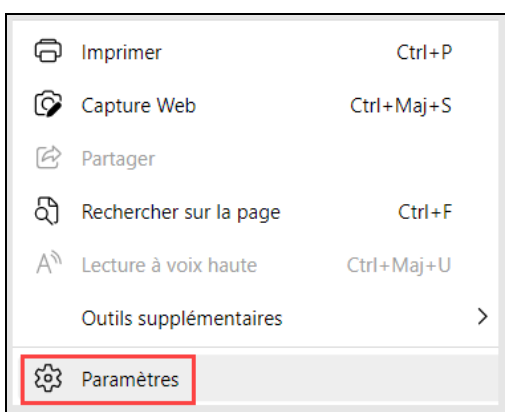 Imprimer Ctrl+P
Capture Web Ctrl+Maj+S
Partager
Rechercher sur la page Ctrl+F
Lecture à voix haute Ctrl+Maj+U
Outils supplémentaires
Paramètres